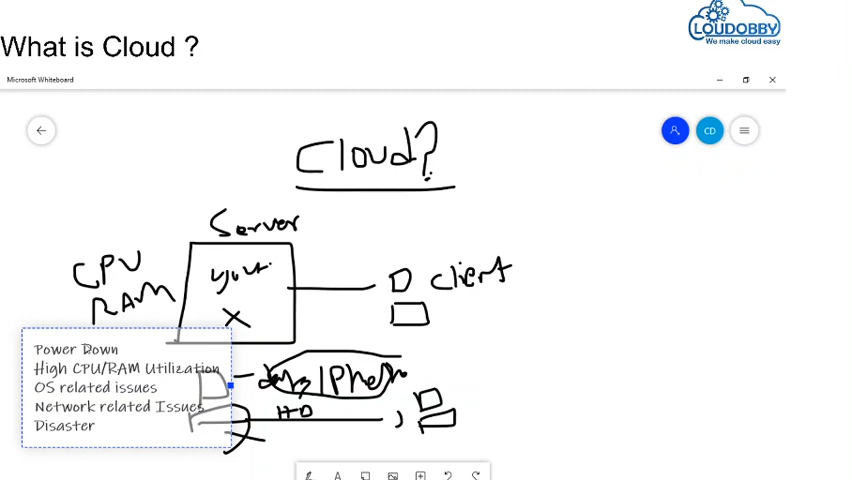 LOUDOBBY
We make cloud easy
What is Cloud ?
Microsoft Whiteboard
CD
Cloud?
Server
CPU
RAM
X
Client
Power Down
High CPU/RAM Utilization
OS related issues
Network related Issues
Disaster
HD